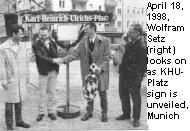 Karl-Heinrich-Ulrichs-Platz
April 18,
1998,
Wolfram
Setz
(right)
looks on
as KHU-
Platz
sign is
unveiled,
Munich